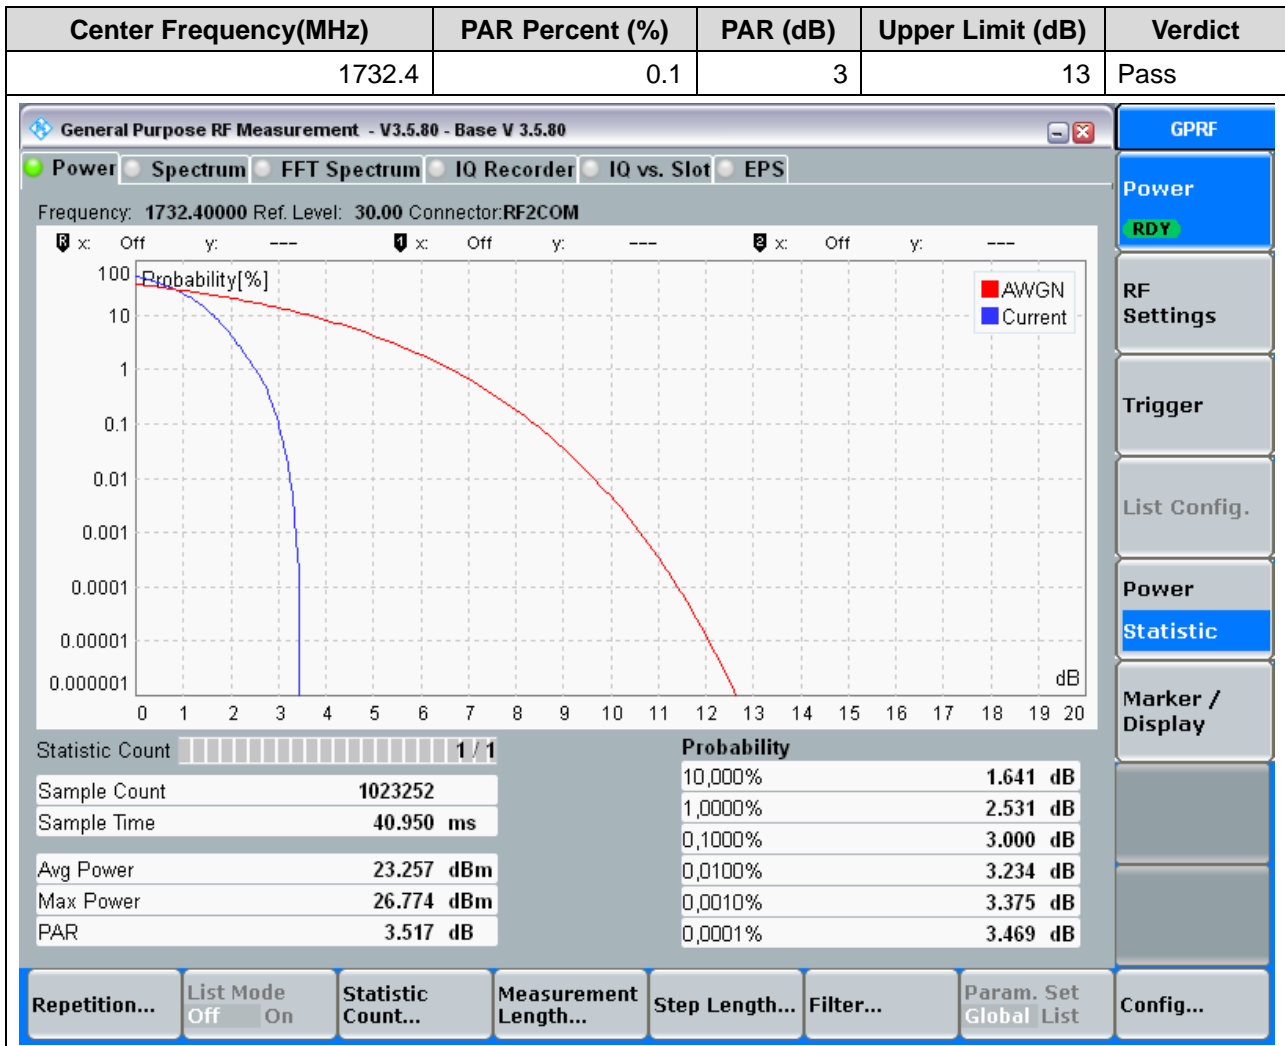 Center Frequency(MHz) PAR Percent (%) PAR (dB) Upper Limit (dB) Verdict
1732.4 0.1 3 13 Pass
General Purpose RF Measurement - V3.5.80 - Base V 3.5.80
GPRF
Power Spectrum FFT Spectrum IQ Recorder IQ vs. Slot EPS
Frequency: 1732.40000 Ref. Level: 30.00 Connector:RF2COM
R x: Off y: --- 1 x: Off y: --- 2 x: Off y: ---
Probability[%]
AWGN
Current
100
10
1
0.1
0.01
0.001
0.0001
0.00001
0.000001
dB
0 1 2 3 4 5 6 7 8 9 10 11 12 13 14 15 16 17 18 19 20
Statistic Count 1 / 1
Sample Count 1023252
Sample Time 40.950 ms
Avg Power 23.257 dBm
Max Power 26.774 dBm
PAR 3.517 dB
Probability
10,000% 1.641 dB
1,0000% 2.531 dB
0,1000% 3.000 dB
0,0100% 3.234 dB
0,0010% 3.375 dB
0,0001% 3.469 dB
Power
RDY
RF
Settings
Trigger
List Config.
Power
Statistic
Marker /
Display
Repetition...
List Mode
Off On
Statistic
Count...
Measurement
Length...
Step Length...
Filter...
Param. Set
Global List
Config...